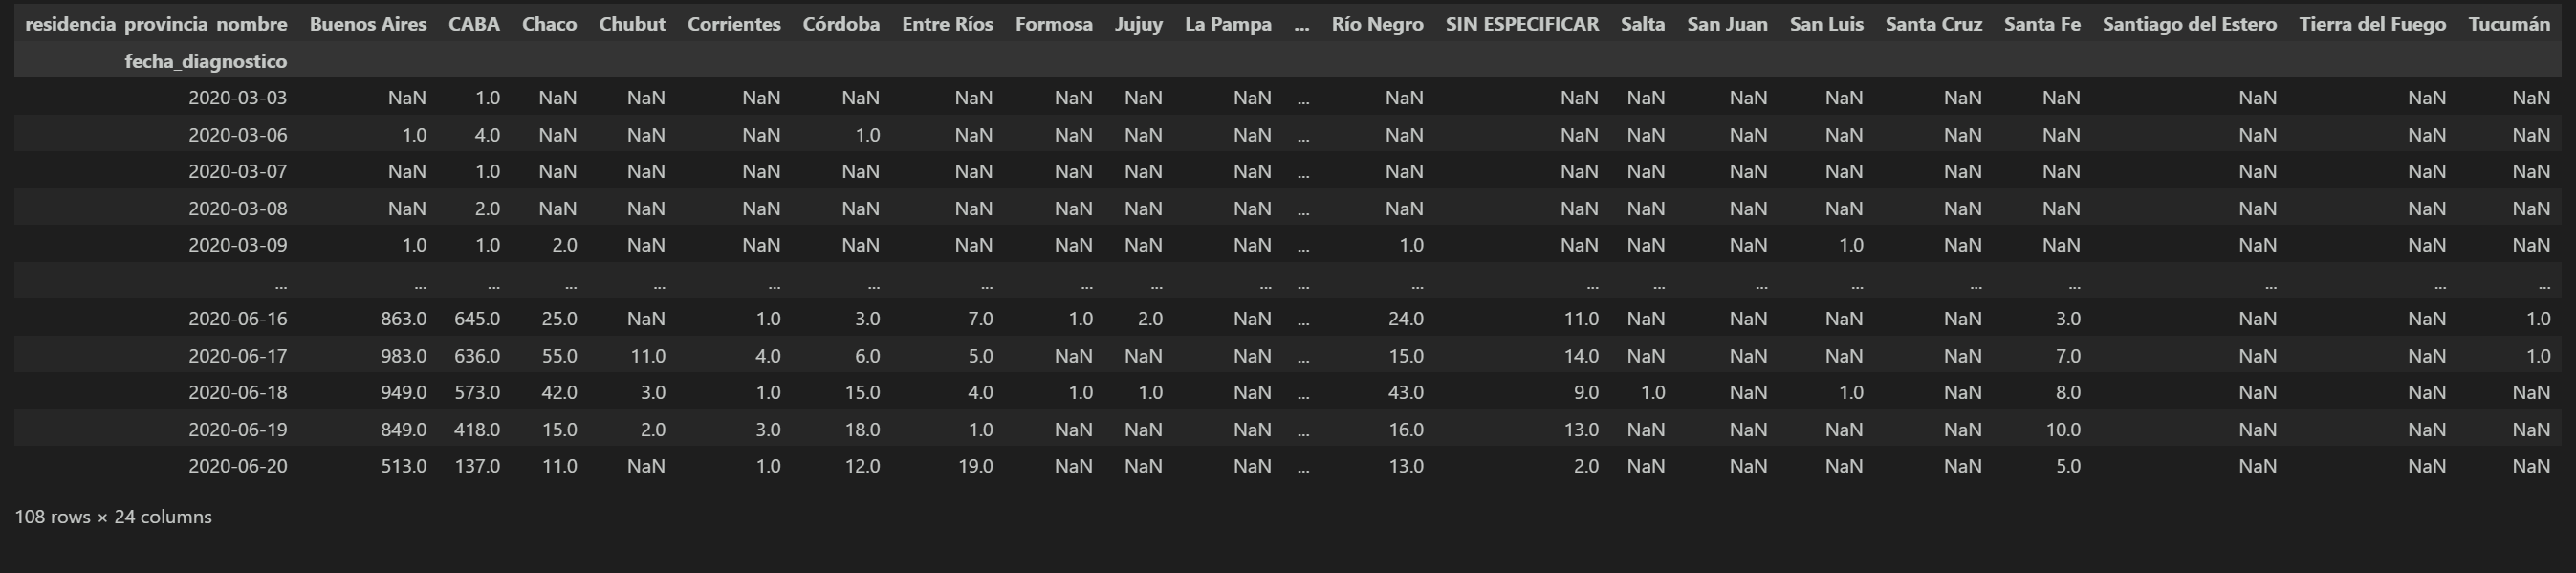 residencia_provincia_nombre Buenos Aires CABA Chaco Chubut Corrientes Córdoba Entre Ríos Formosa Jujuy La Pampa ... Río Negro SIN ESPECIFICAR Salta San Juan San Luis Santa Cruz Santa Fe Santiago del Estero Tierra del Fuego Tucumán
fecha_diagnostico
2020-03-03 NaN 1.0 NaN NaN NaN NaN NaN NaN NaN NaN ... NaN NaN NaN NaN NaN NaN NaN NaN NaN NaN
2020-03-06 1.0 4.0 NaN NaN NaN 1.0 NaN NaN NaN NaN ... NaN NaN NaN NaN NaN NaN NaN NaN NaN NaN
2020-03-07 NaN 1.0 NaN NaN NaN NaN NaN NaN NaN NaN ... NaN NaN NaN NaN NaN NaN NaN NaN NaN NaN
2020-03-08 NaN 2.0 NaN NaN NaN NaN NaN NaN NaN NaN ... NaN NaN NaN NaN NaN NaN NaN NaN NaN NaN
2020-03-09 1.0 1.0 2.0 NaN NaN NaN NaN NaN NaN NaN ... 1.0 NaN NaN NaN 1.0 NaN NaN NaN NaN NaN
... ... ... ... ... ... ... ... ... ... ... ... ... ... ... ... ... ... ... ... ... ...
2020-06-16 863.0 645.0 25.0 NaN 1.0 3.0 7.0 1.0 2.0 NaN ... 24.0 11.0 NaN NaN NaN NaN 3.0 NaN NaN 1.0
2020-06-17 983.0 636.0 55.0 11.0 4.0 6.0 5.0 NaN NaN NaN ... 15.0 14.0 NaN NaN NaN NaN 7.0 NaN NaN 1.0
2020-06-18 949.0 573.0 42.0 3.0 1.0 15.0 4.0 1.0 1.0 NaN ... 43.0 9.0 1.0 NaN 1.0 NaN 8.0 NaN NaN NaN
2020-06-19 849.0 418.0 15.0 2.0 3.0 18.0 1.0 NaN NaN NaN ... 16.0 13.0 NaN NaN NaN NaN 10.0 NaN NaN NaN
2020-06-20 513.0 137.0 11.0 NaN 1.0 12.0 19.0 NaN NaN NaN ... 13.0 2.0 NaN NaN NaN NaN 5.0 NaN NaN NaN
108 rows × 24 columns